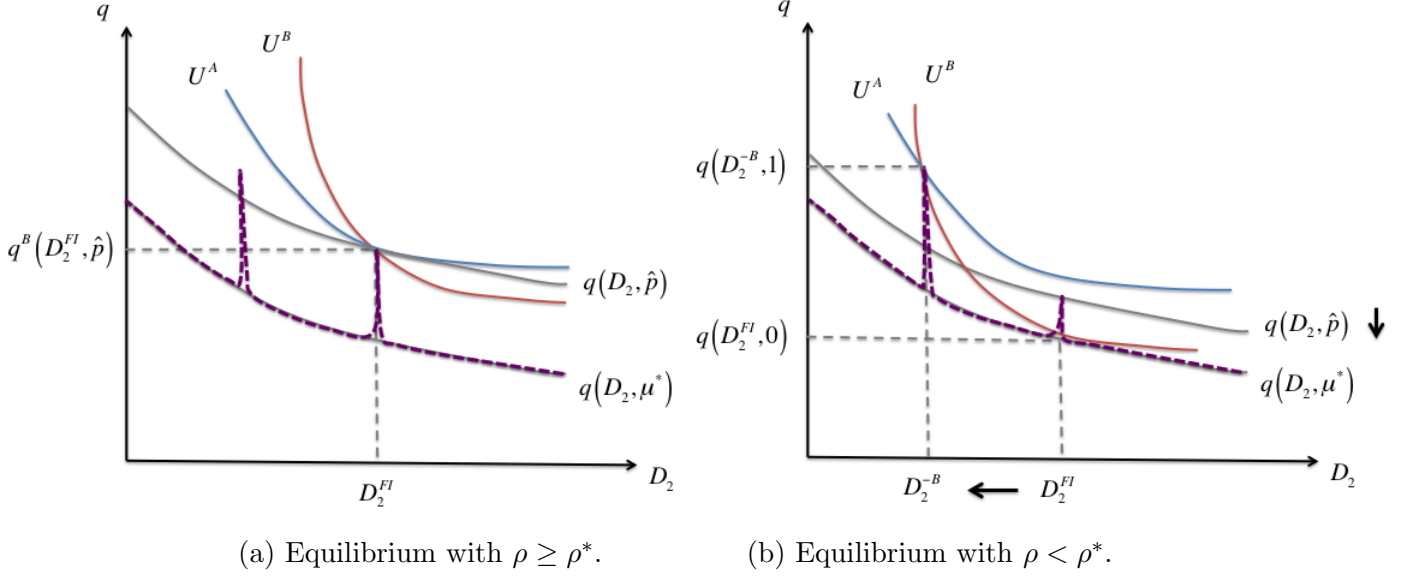 q
U^A
U^B
q^B(D_2^{FI}, p̂)
q(D_2, p̂)
q(D_2, μ^*)
D_2^{FI}
D_2
(a) Equilibrium with ρ ≥ ρ*.
q
U^A
U^B
q(D_2^{-B}, 1)
q(D_2^{FI}, 0)
q(D_2, p̂)
q(D_2, μ^*)
D_2^{-B}
D_2^{FI}
D_2
(b) Equilibrium with ρ < ρ*.